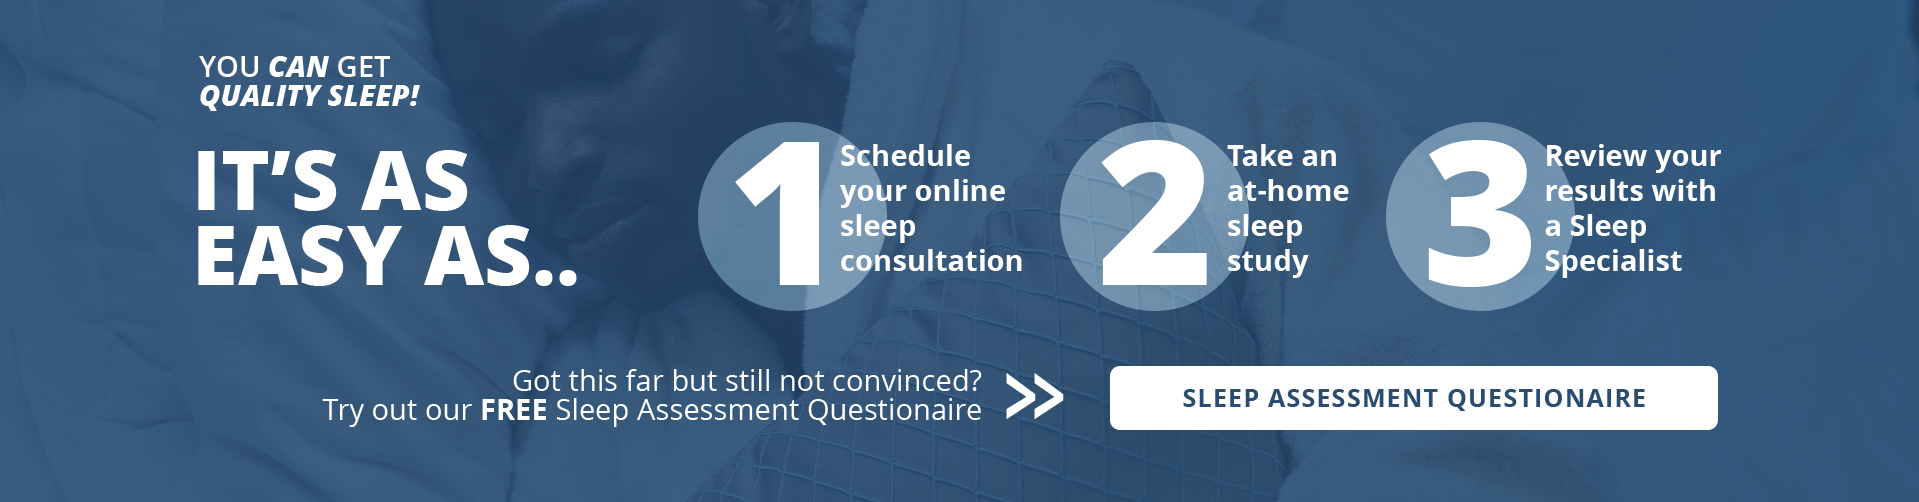 YOU CAN GET
QUALITY SLEEP!
IT'S AS
EASY AS..
1
Schedule
your online
sleep
consultation
2
Take an
at-home
sleep
study
3
Review your
results with
a Sleep
Specialist
Got this far but still not convinced?
Try out our FREE Sleep Assessment Questionaire
SLEEP ASSESSMENT QUESTIONAIRE